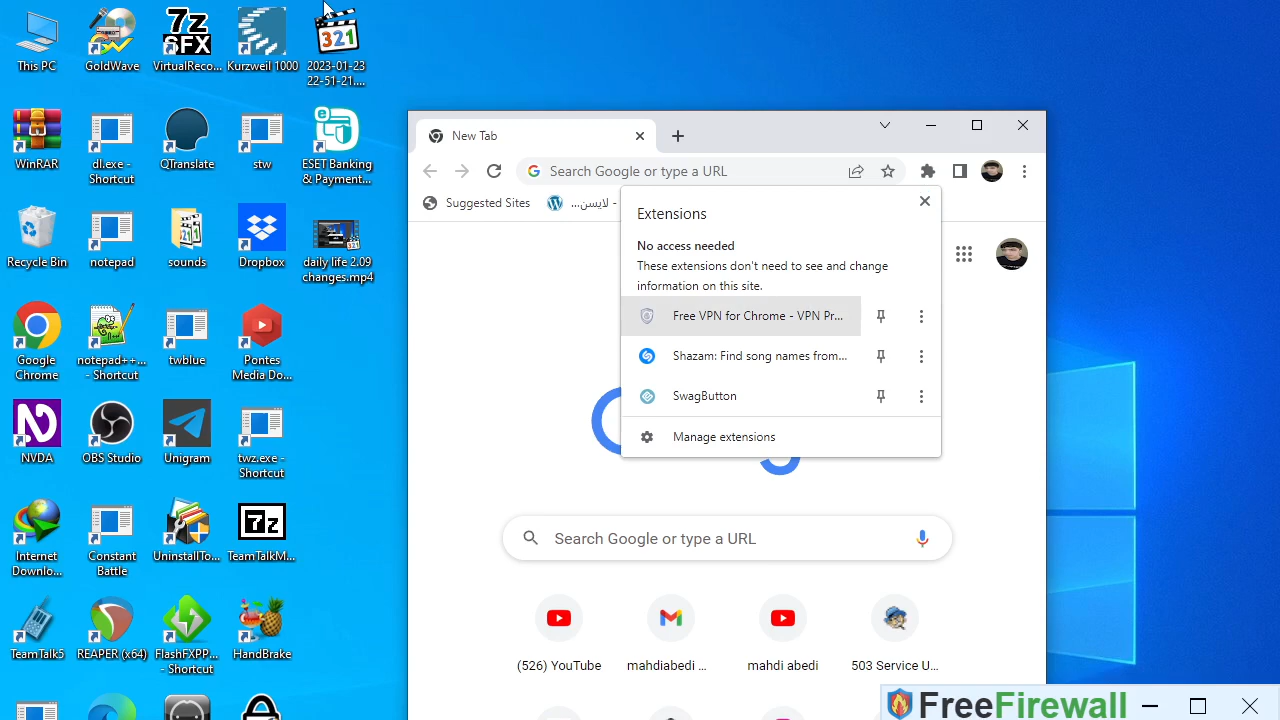 This PC
GoldWave
VirtualReco...
Kurzweil 1000
2023-01-23
22-51-21....
7z
SFX
321
WinRAR
dl.exe -
Shortcut
QTranslate
stw
ESET Banking
& Payment...
Recycle Bin
notepad
sounds
Dropbox
daily life 2.09
changes.mp4
Google
Chrome
notepad++...
- Shortcut
twblue
Pontes
Media Do...
NVDA
OBS Studio
Unigram
twz.exe -
Shortcut
Internet
Downlo...
Constant
Battle
UninstallTo...
7z
TeamTalkM...
TeamTalk5
REAPER (x64)
FlashFXPP...
- Shortcut
HandBrake
New Tab
Search Google or type a URL
Suggested Sites
لايسن... -
Extensions
No access needed
These extensions don't need to see and change
information on this site.
Free VPN for Chrome - VPN Pr...
Shazam: Find song names from...
SwagButton
Manage extensions
Search Google or type a URL
(526) YouTube
mahdiabedi ...
mahdi abedi
503 Service U...
FreeFirewall